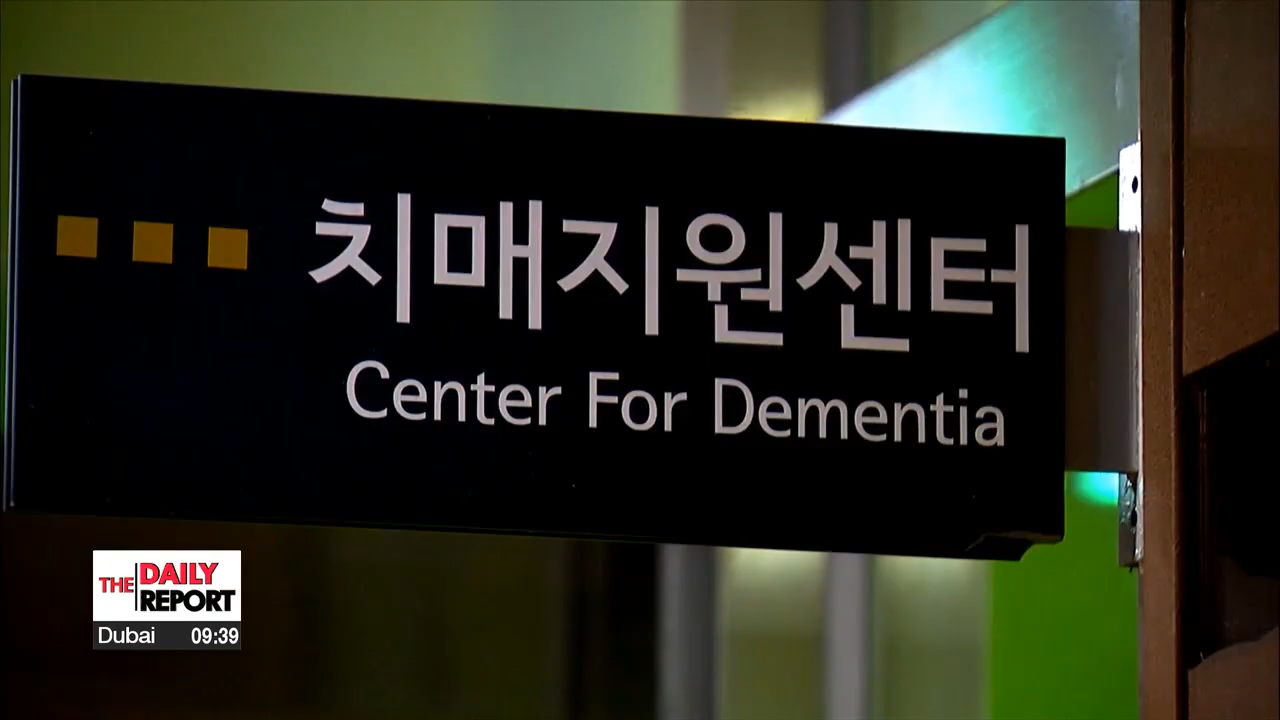 치매지원센터
Center For Dementia
THE DAILY
REPORT
Dubai 09:39